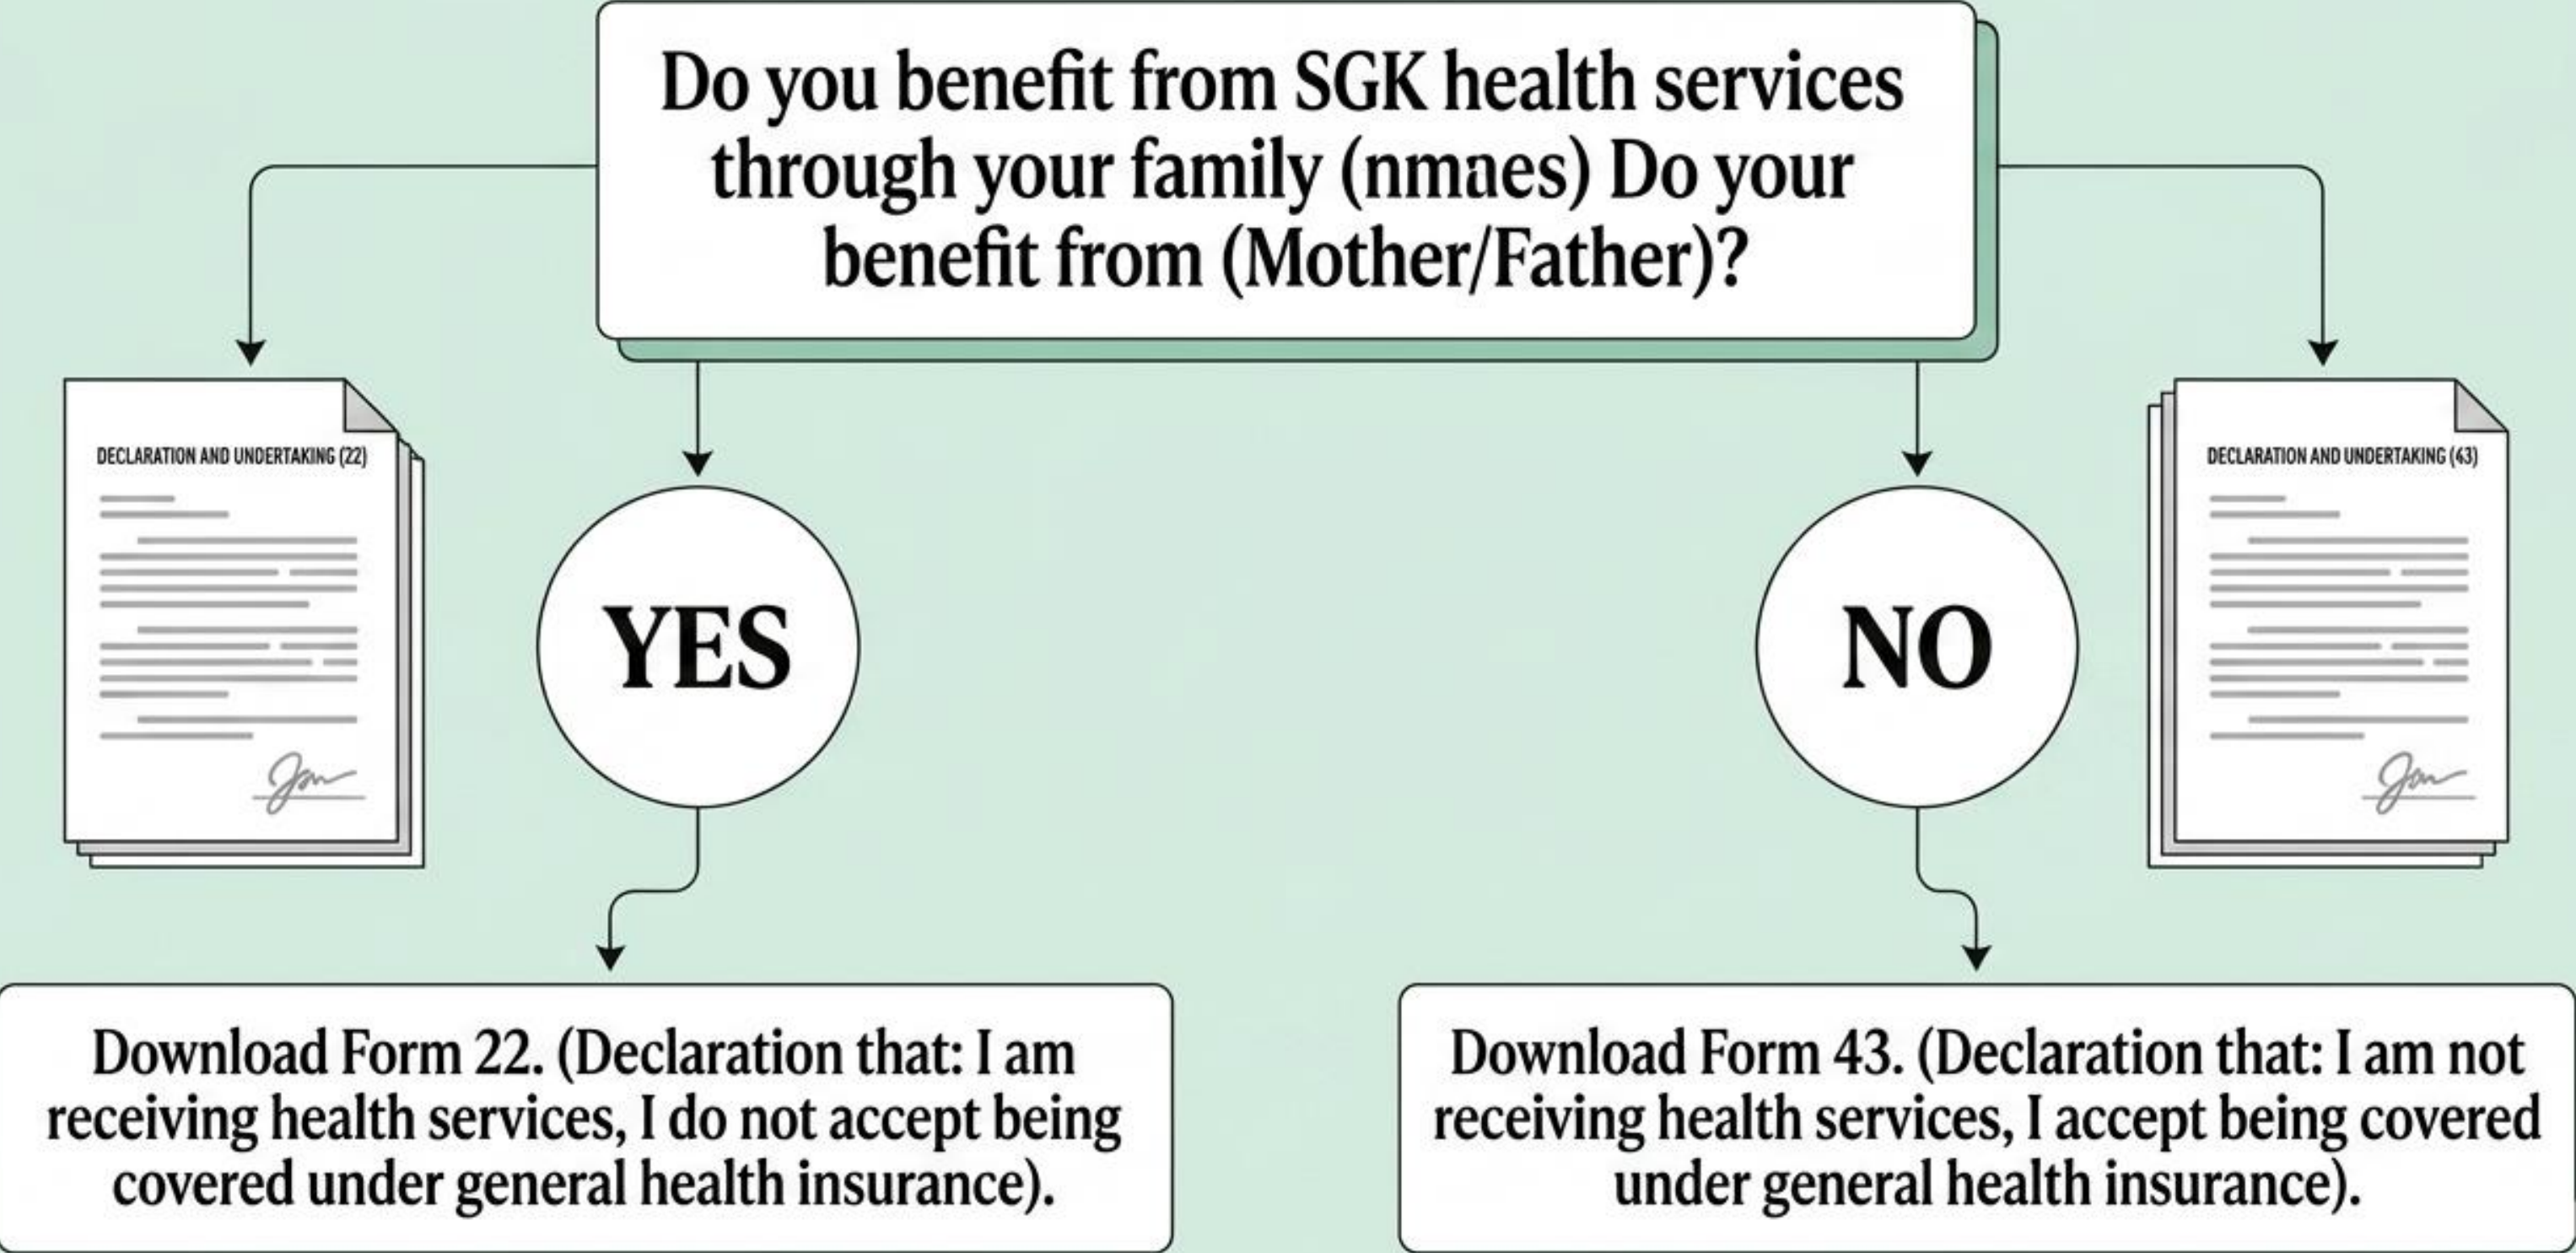 Do you benefit from SGK health services
through your family (nmaes) Do your
benefit from (Mother/Father)?
DECLARATION AND UNDERTAKING (22)
DECLARATION AND UNDERTAKING (43)
YES
NO
Download Form 22. (Declaration that: I am
receiving health services, I do not accept being
covered under general health insurance).
Download Form 43. (Declaration that: I am not
receiving health services, I accept being covered
under general health insurance).